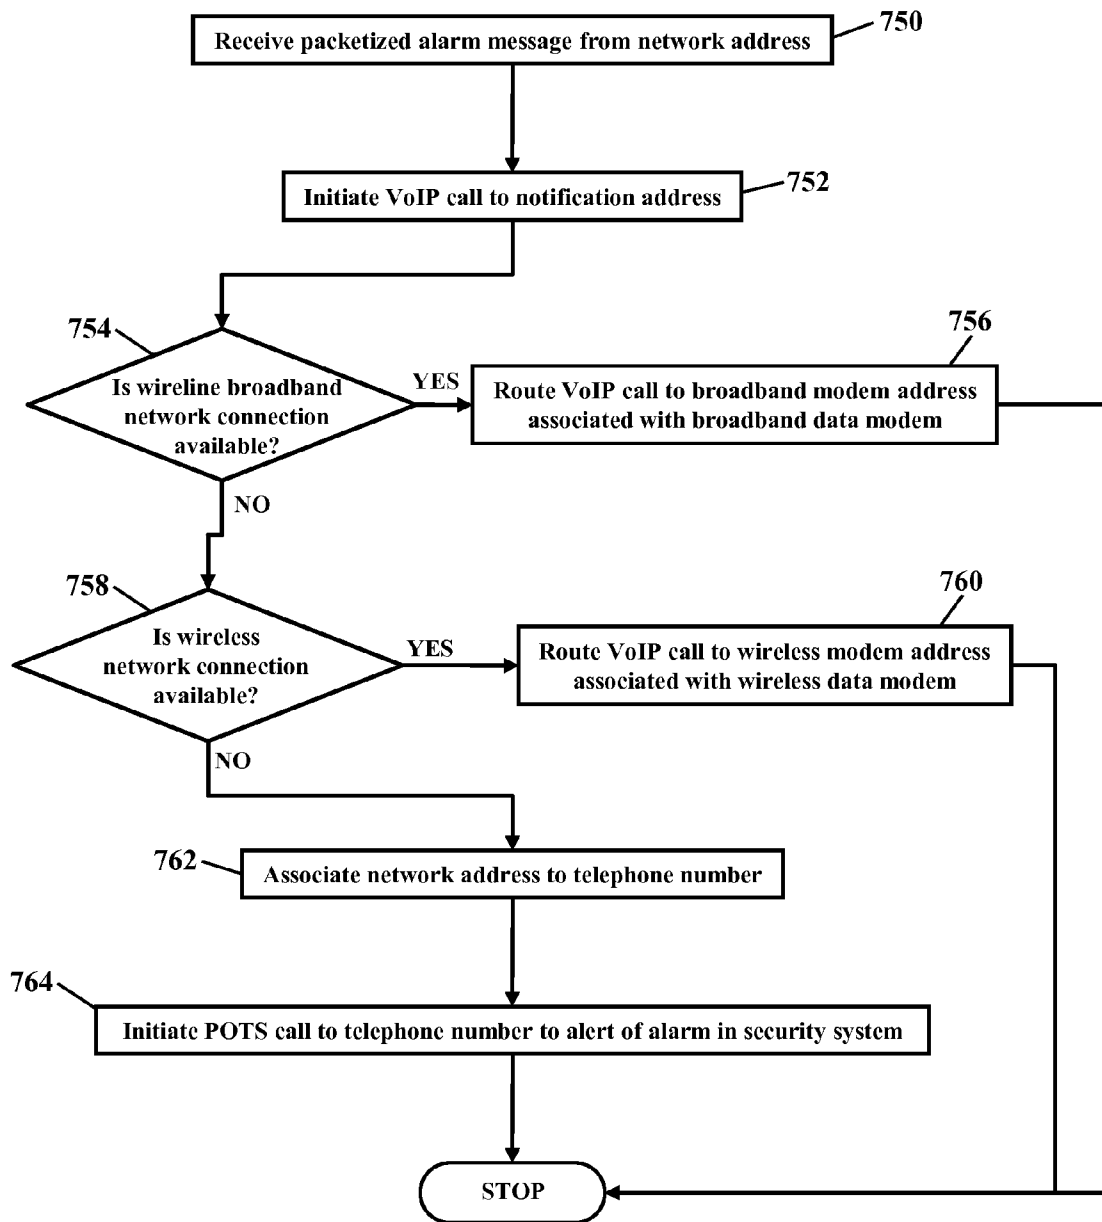 Receive packetized alarm message from network address
750
Initiate VoIP call to notification address
752
754
Is wireline broadband
network connection
available?
YES
NO
756
Route VoIP call to broadband modem address
associated with broadband data modem
758
Is wireless
network connection
available?
YES
NO
760
Route VoIP call to wireless modem address
associated with wireless data modem
762
Associate network address to telephone number
764
Initiate POTS call to telephone number to alert of alarm in security system
STOP